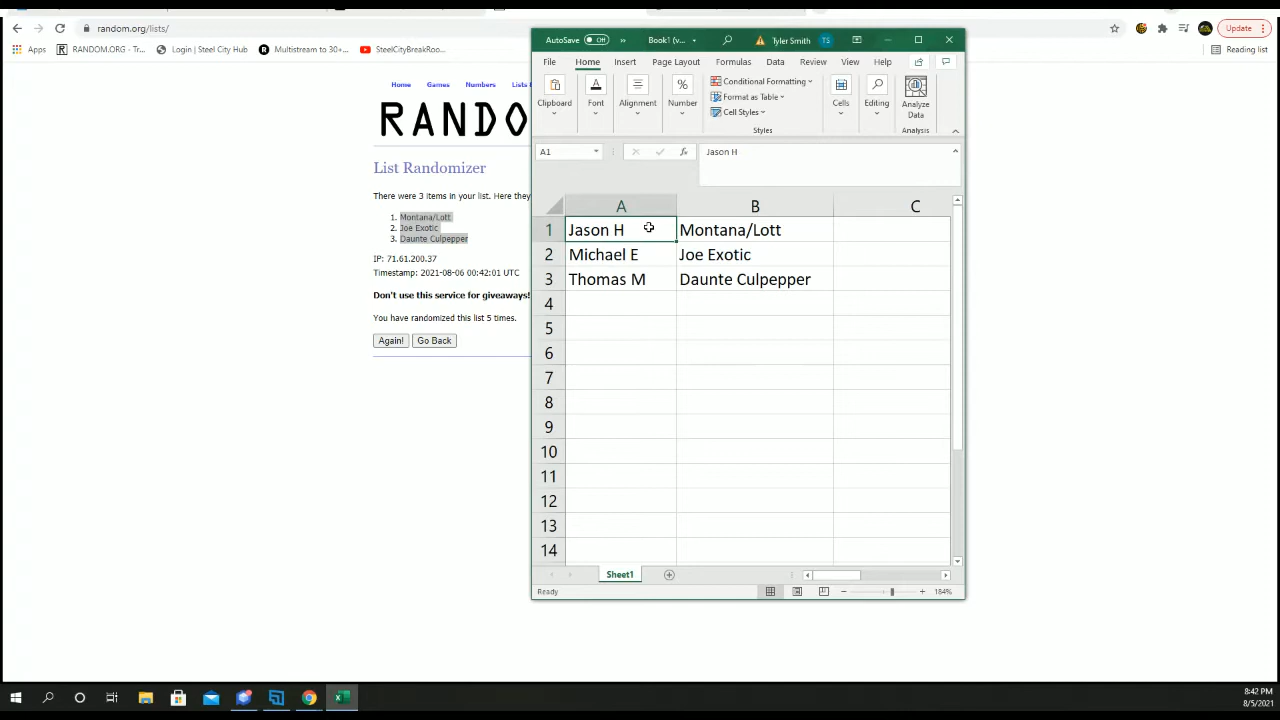 random.org/lists/
Update
Apps
RANDOM.ORG - Tr...
Login | Steel City Hub
Multistream to 30+...
SteelCityBreakRoo...
Reading list
Home
Games
Numbers
Lists
RANDO
List Randomizer
There were 3 items in your list. Here they
1. Montana/Lott
2. Joe Exotic
3. Daunte Culpepper
IP: 71.61.200.37
Timestamp: 2021-08-06 00:42:01 UTC
Don't use this service for giveaways!
You have randomized this list 5 times.
Again!
Go Back
AutoSave
Off
Book1 (v...
Tyler Smith
TS
File
Home
Insert
Page Layout
Formulas
Data
Review
View
Help
Clipboard
Font
Alignment
Number
Conditional Formatting
Format as Table
Cell Styles
Styles
Cells
Editing
Analyze
Data
Analysis
A1
fx
Jason H
A B C
1 Jason H Montana/Lott
2 Michael E Joe Exotic
3 Thomas M Daunte Culpepper
4
5
6
7
8
9
10
11
12
13
14
Sheet1
Ready
184%
8:42 PM
8/5/2021